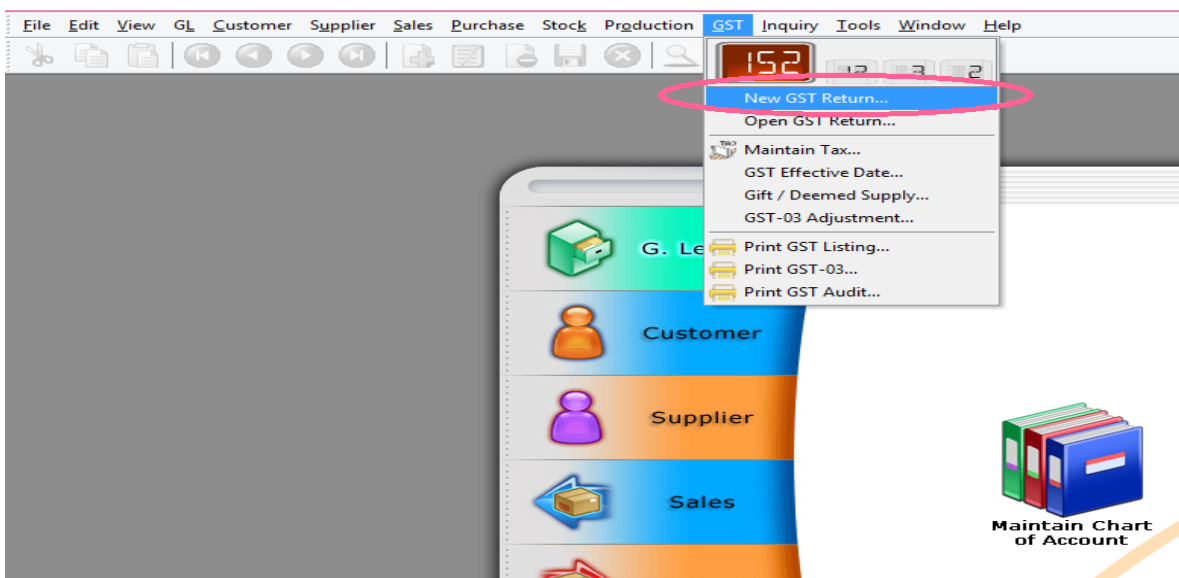 File Edit View GL Customer Supplier Sales Purchase Stock Production GST Inquiry Tools Window Help
152
New GST Return...
Open GST Return...
Maintain Tax...
GST Effective Date...
Gift / Deemed Supply...
GST-03 Adjustment...
Print GST Listing...
Print GST-03...
Print GST Audit...
G. Le
Customer
Supplier
Sales
Maintain Chart
of Account